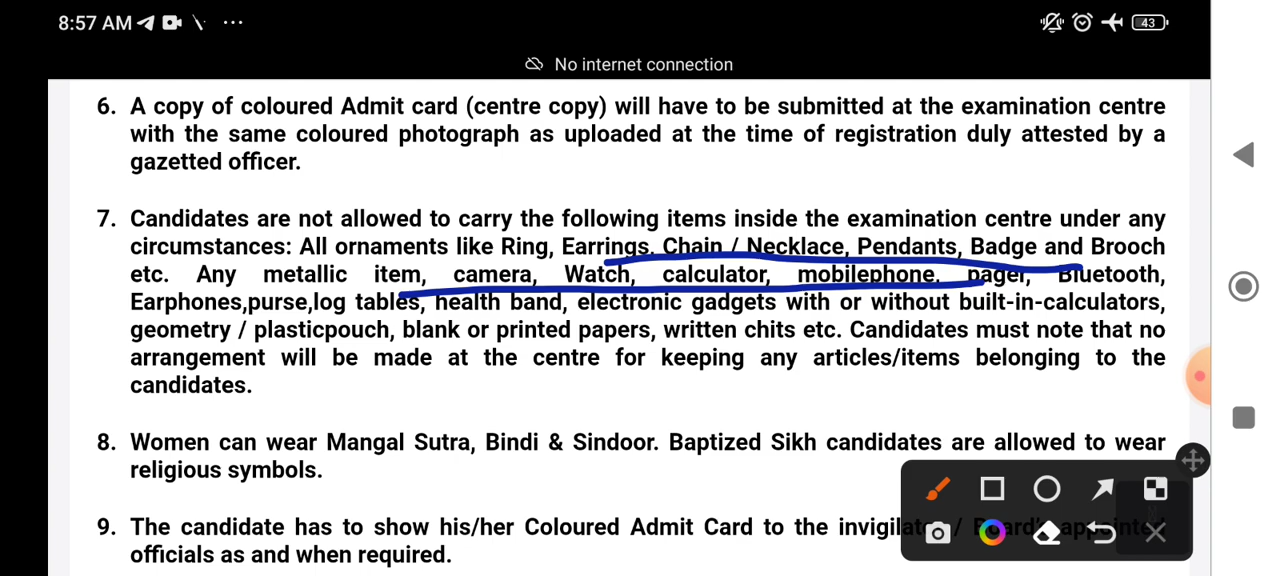 8:57 AM
43
No internet connection
6. A copy of coloured Admit card (centre copy) will have to be submitted at the examination centre
with the same coloured photograph as uploaded at the time of registration duly attested by a
gazetted officer.
7. Candidates are not allowed to carry the following items inside the examination centre under any
circumstances: All ornaments like Ring, Earrings, Chain / Necklace, Pendants, Badge and Brooch
etc. Any metallic item, camera, Watch, calculator, mobilephone, pager, Bluetooth,
Earphones,purse,log tables, health band, electronic gadgets with or without built-in-calculators,
geometry / plasticpouch, blank or printed papers, written chits etc. Candidates must note that no
arrangement will be made at the centre for keeping any articles/items belonging to the
candidates.
8. Women can wear Mangal Sutra, Bindi & Sindoor. Baptized Sikh candidates are allowed to wear
religious symbols.
9. The candidate has to show his/her Coloured Admit Card to the invigilator / Board's appointed
officials as and when required.